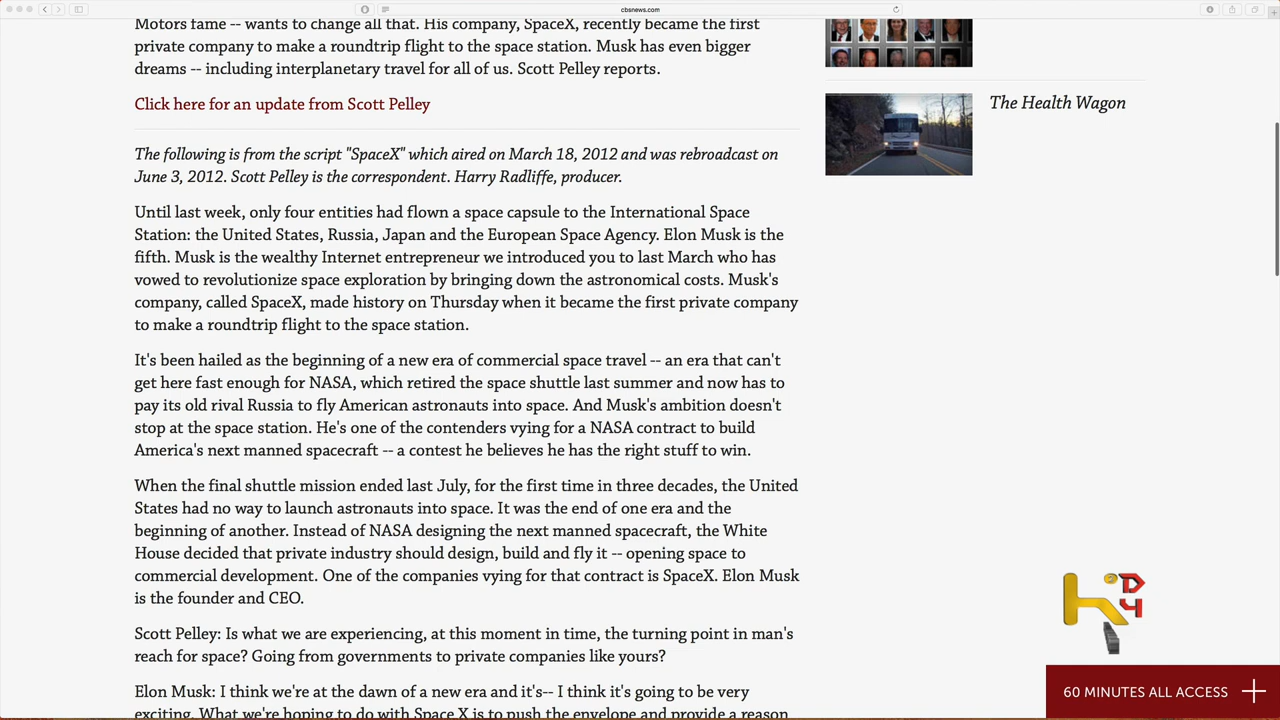 cbsnews.com
Motors fame -- wants to change all that. His company, SpaceX, recently became the first
private company to make a roundtrip flight to the space station. Musk has even bigger
dreams -- including interplanetary travel for all of us. Scott Pelley reports.
Click here for an update from Scott Pelley
The Health Wagon
The following is from the script "SpaceX" which aired on March 18, 2012 and was rebroadcast on
June 3, 2012. Scott Pelley is the correspondent. Harry Radliffe, producer.
Until last week, only four entities had flown a space capsule to the International Space
Station: the United States, Russia, Japan and the European Space Agency. Elon Musk is the
fifth. Musk is the wealthy Internet entrepreneur we introduced you to last March who has
vowed to revolutionize space exploration by bringing down the astronomical costs. Musk's
company, called SpaceX, made history on Thursday when it became the first private company
to make a roundtrip flight to the space station.
It's been hailed as the beginning of a new era of commercial space travel -- an era that can't
get here fast enough for NASA, which retired the space shuttle last summer and now has to
pay its old rival Russia to fly American astronauts into space. And Musk's ambition doesn't
stop at the space station. He's one of the contenders vying for a NASA contract to build
America's next manned spacecraft -- a contest he believes he has the right stuff to win.
When the final shuttle mission ended last July, for the first time in three decades, the United
States had no way to launch astronauts into space. It was the end of one era and the
beginning of another. Instead of NASA designing the next manned spacecraft, the White
House decided that private industry should design, build and fly it -- opening space to
commercial development. One of the companies vying for that contract is SpaceX. Elon Musk
is the founder and CEO.
Scott Pelley: Is what we are experiencing, at this moment in time, the turning point in man's
reach for space? Going from governments to private companies like yours?
Elon Musk: I think we're at the dawn of a new era and it's-- I think it's going to be very
exciting. What we're hoping to do with Space X is to push the envelope and provide a reason
60 MINUTES ALL ACCESS